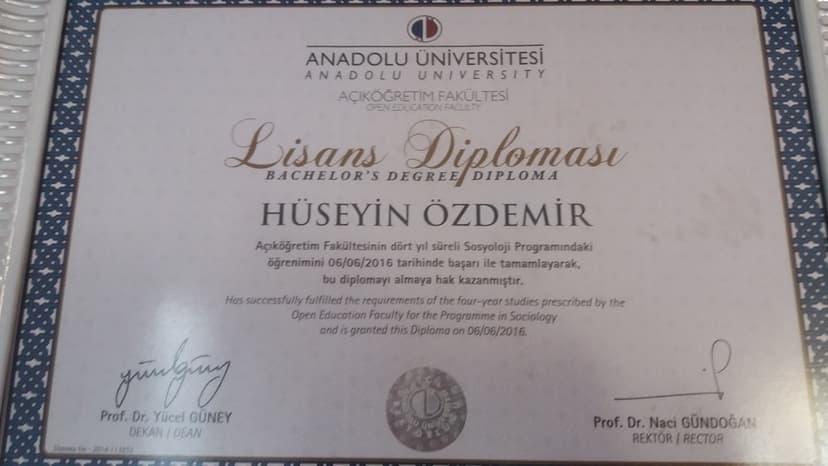 ANADOLU ÜNİVERSİTESİ
ANADOLU UNIVERSITY
AÇIKÖĞRETİM FAKÜLTESİ
OPEN EDUCATION FACULTY
Lisans Diploması
BACHELOR'S DEGREE DIPLOMA
HÜSEYİN ÖZDEMİR
Açıköğretim Fakültesinin dört yıl süreli Sosyoloji Programındaki
öğrenimini 06/06/2016 tarihinde başarı ile tamamlayarak,
bu diplomayı almaya hak kazanmıştır.
Has successfully fulfilled the requirements of the four-year studies prescribed by the
Open Education Faculty for the Programme in Sociology
and is granted this Diploma on 06/06/2016.
Prof. Dr. Yücel GÜNEY
DEKAN / DEAN
Prof. Dr. Naci GÜNDOĞAN
REKTÖR / RECTOR